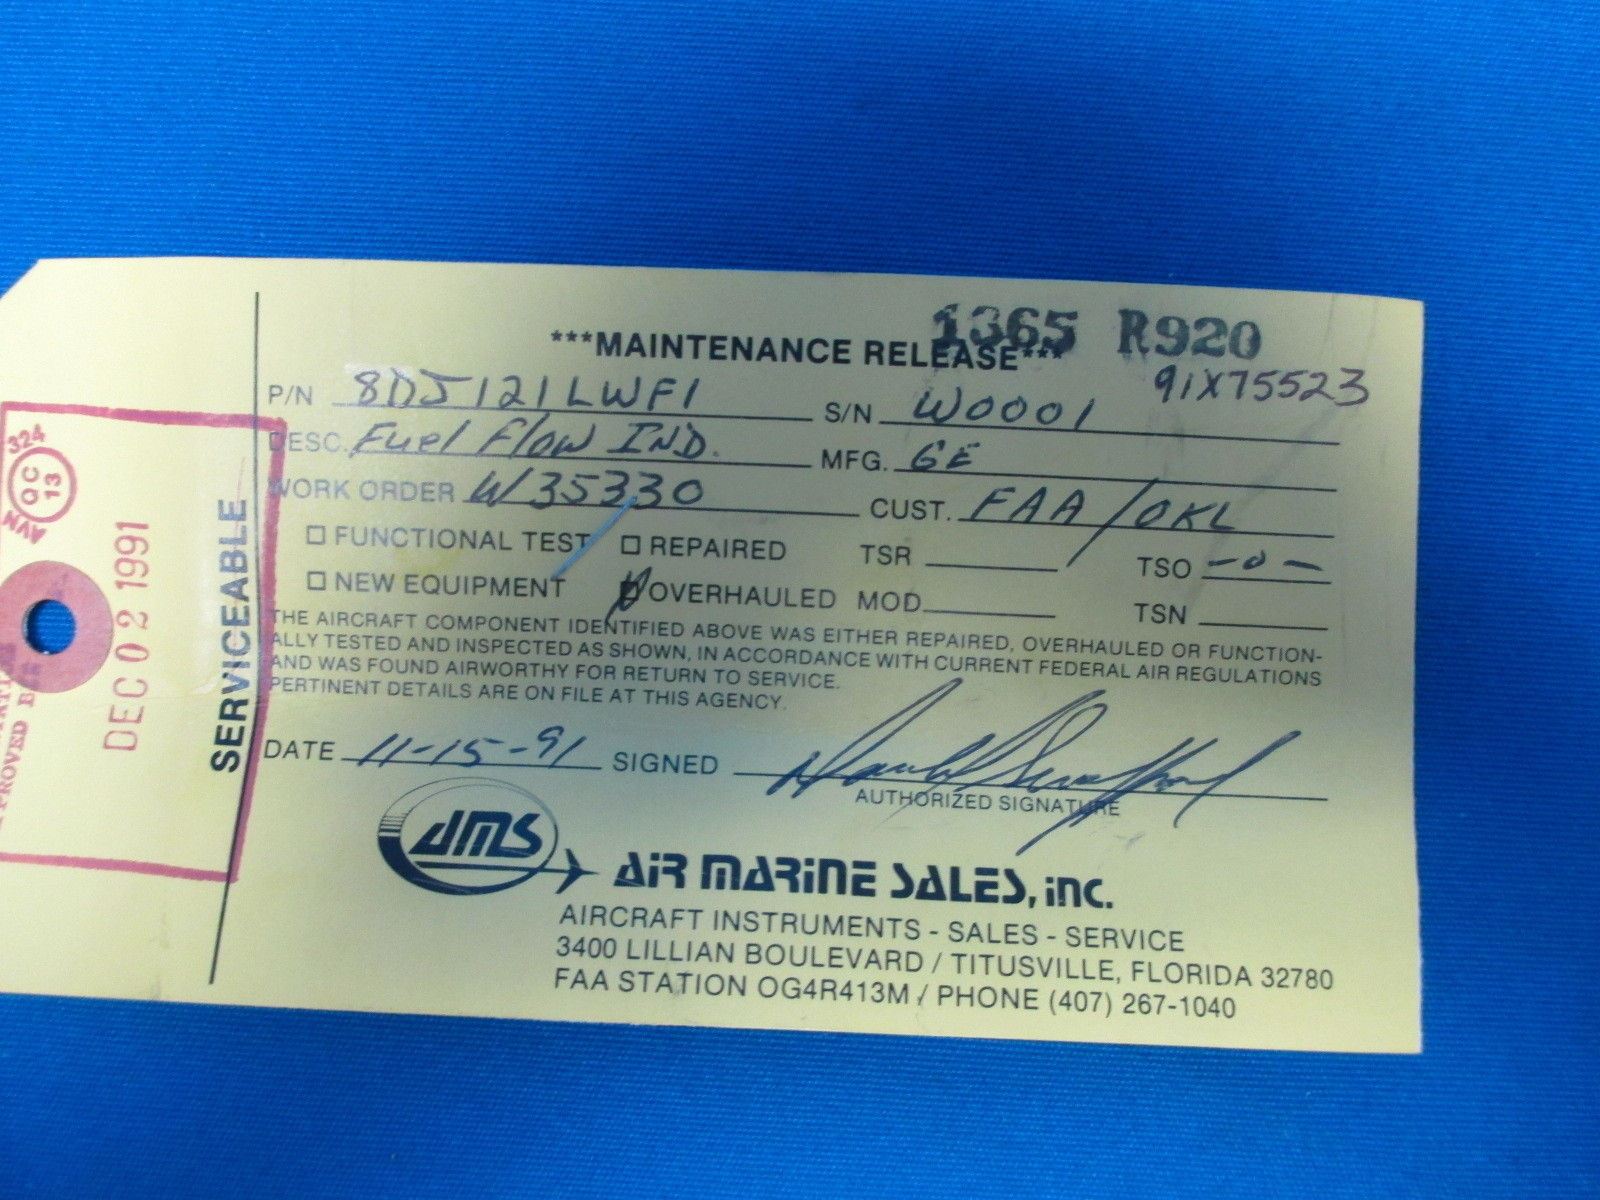 1365 R920
***MAINTENANCE RELEASE***
91X75523
P/N 8DJ121LWF1 S/N W0001
DESC. Fuel Flow IND. MFG. GE
WORK ORDER W35330 CUST. FAA/OKL
☐ FUNCTIONAL TEST ☐ REPAIRED TSR TSO -0-
☐ NEW EQUIPMENT ☑ OVERHAULED MOD. TSN
THE AIRCRAFT COMPONENT IDENTIFIED ABOVE WAS EITHER REPAIRED, OVERHAULED OR FUNCTION-
ALLY TESTED AND INSPECTED AS SHOWN, IN ACCORDANCE WITH CURRENT FEDERAL AIR REGULATIONS
AND WAS FOUND AIRWORTHY FOR RETURN TO SERVICE.
PERTINENT DETAILS ARE ON FILE AT THIS AGENCY.
DATE 11-15-91 SIGNED
AUTHORIZED SIGNATURE
AMS
AIR MARINE SALES, INC.
AIRCRAFT INSTRUMENTS - SALES - SERVICE
3400 LILLIAN BOULEVARD / TITUSVILLE, FLORIDA 32780
FAA STATION OG4R413M / PHONE (407) 267-1040
SERVICEABLE
324
QC
13
AVN
DEC 02 1991